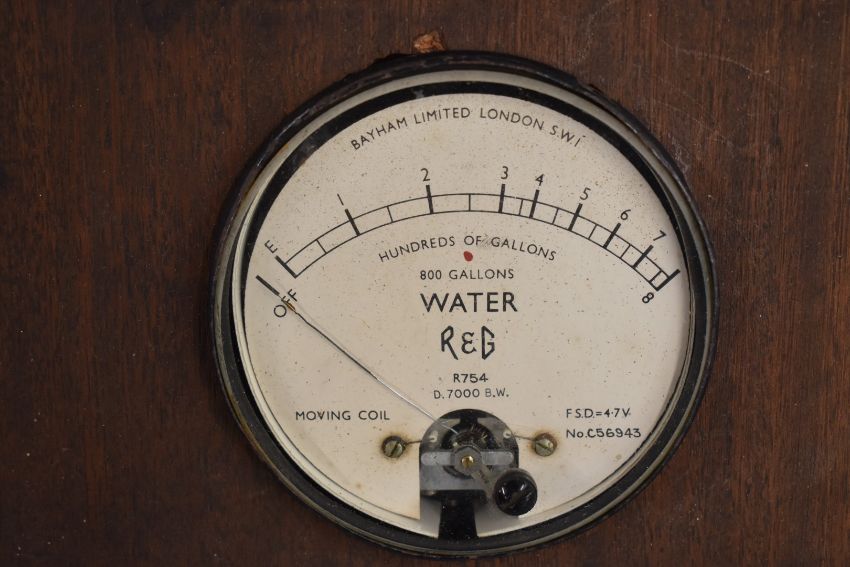 BAYHAM LIMITED LONDON S.W.1
E 1 2 3 4 5 6 7 8
HUNDREDS OF GALLONS
OFF
800 GALLONS
WATER
REG
R754
D.7000 B.W.
MOVING COIL
F.S.D.=4·7V.
No.C56943